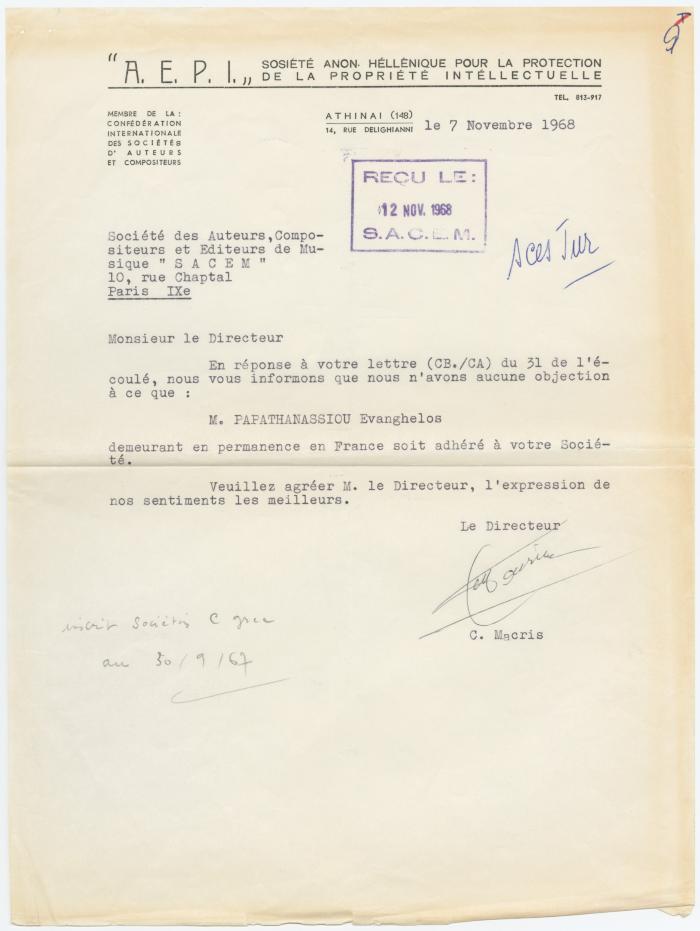 "A. E. P. I.„ SOSIÉTÉ ANON. HÉLLÈNIQUE POUR LA PROTECTION
DE LA PROPRIÉTÉ INTÉLLECTUELLE
TEL. 813-917
MEMBRE DE LA :
CONFÉDÉRATION
INTERNATIONALE
DES SOCIÉTÉS
D' AUTEURS
ET COMPOSITEURS
ATHINAI (148)
14, RUE DELIGHIANNI
le 7 Novembre 1968
REÇU LE:
12 NOV. 1968
S.A.C.E.M.
Société des Auteurs,Compo-
siteurs et Editeurs de Mu-
sique " S A C E M "
10, rue Chaptal
Paris IXe
Monsieur le Directeur
En réponse à votre lettre (CB./CA) du 31 de l'é-
coulé, nous vous informons que nous n'avons aucune objection
à ce que :
M. PAPATHANASSIOU Evanghelos
demeurant en permanence en France soit adhéré à votre Socié-
té.
Veuillez agréer M. le Directeur, l'expression de
nos sentiments les meilleurs.
Le Directeur
C. Macris
inscrit Sociétés C grec
au 30/9/67